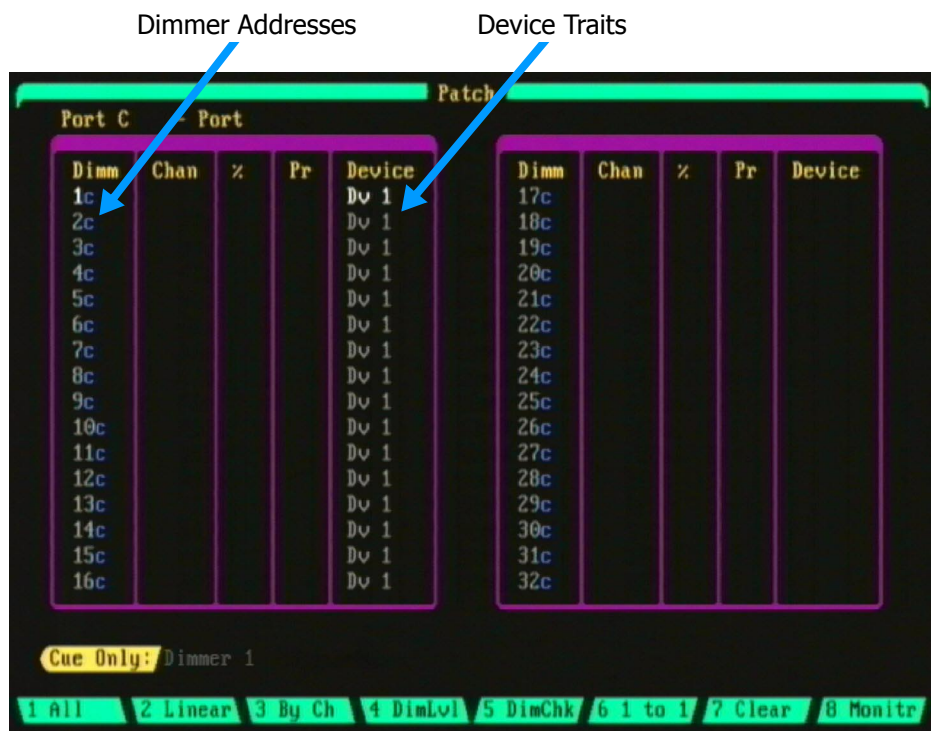 Dimmer Addresses Device Traits
Patch
Port C - Port
Dimm Chan % Pr Device Dimm Chan % Pr Device
1c Dv 1 17c
2c Dv 1 18c
3c Dv 1 19c
4c Dv 1 20c
5c Dv 1 21c
6c Dv 1 22c
7c Dv 1 23c
8c Dv 1 24c
9c Dv 1 25c
10c Dv 1 26c
11c Dv 1 27c
12c Dv 1 28c
13c Dv 1 29c
14c Dv 1 30c
15c Dv 1 31c
16c Dv 1 32c
Cue Only: Dimmer 1
1 All 2 Linear 3 By Ch 4 DimLvl 5 DimChk 6 1 to 1 7 Clear 8 Monitr